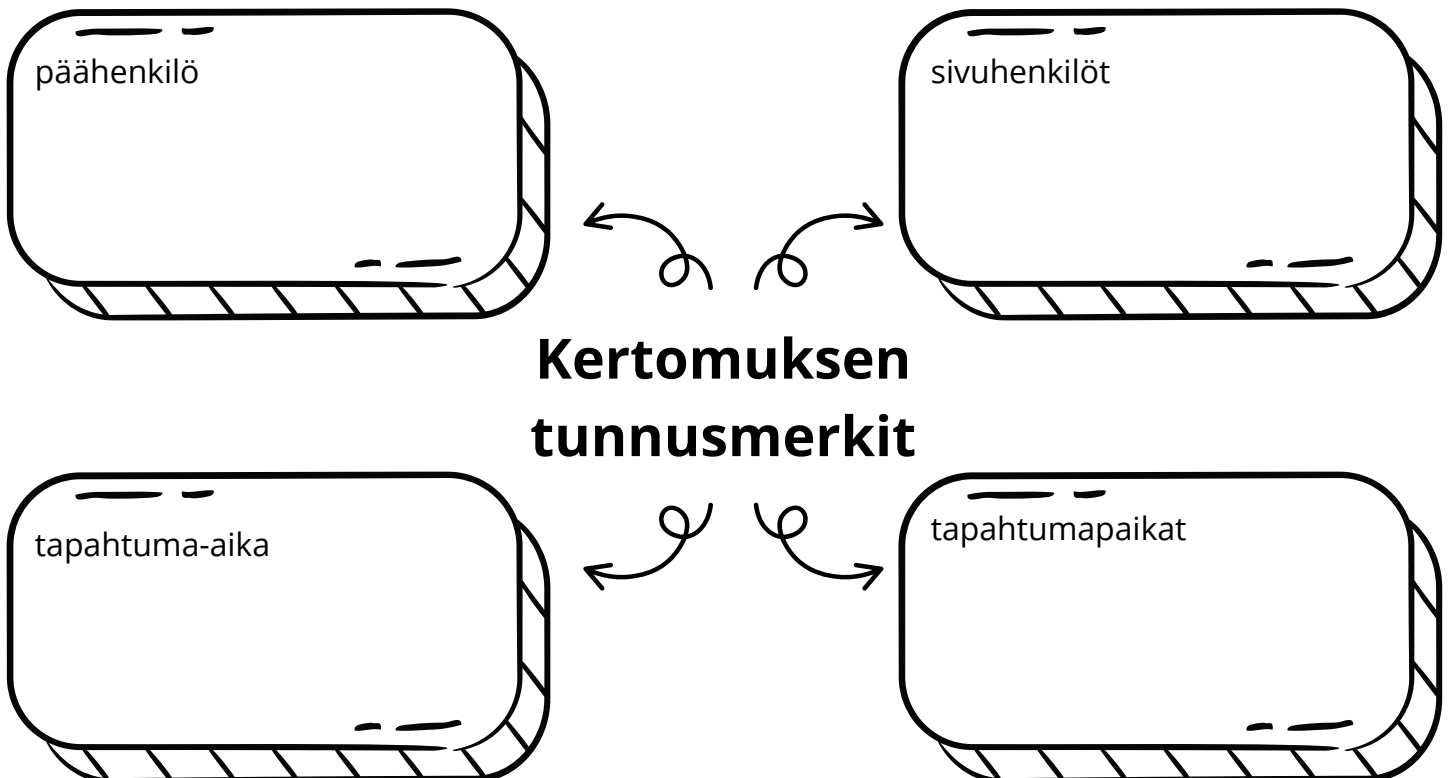 päähenkilö
sivuhenkilöt
Kertomuksen
tunnusmerkit
tapahtuma-aika
tapahtumapaikat